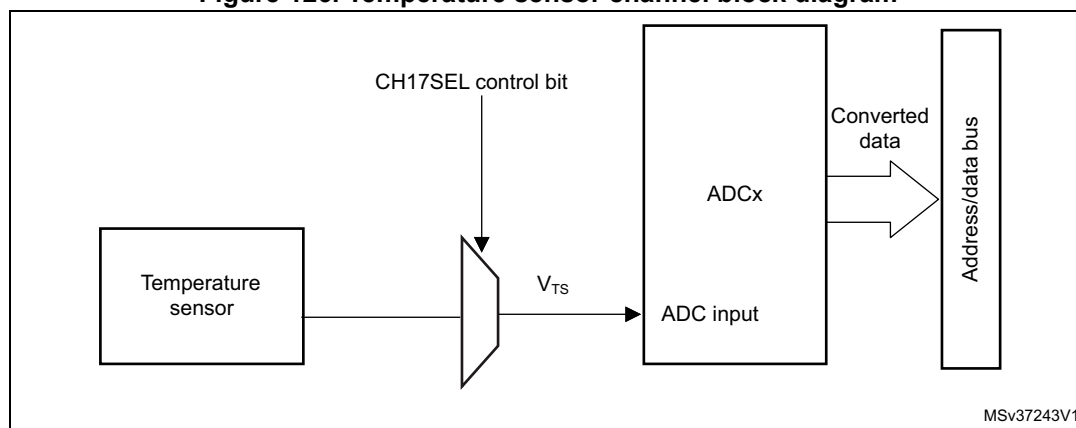 Figure 126. Temperature sensor channel block diagram
CH17SEL control bit
Converted
data
Address/data bus
ADCx
Temperature
sensor
VTS
ADC input
MSv37243V1